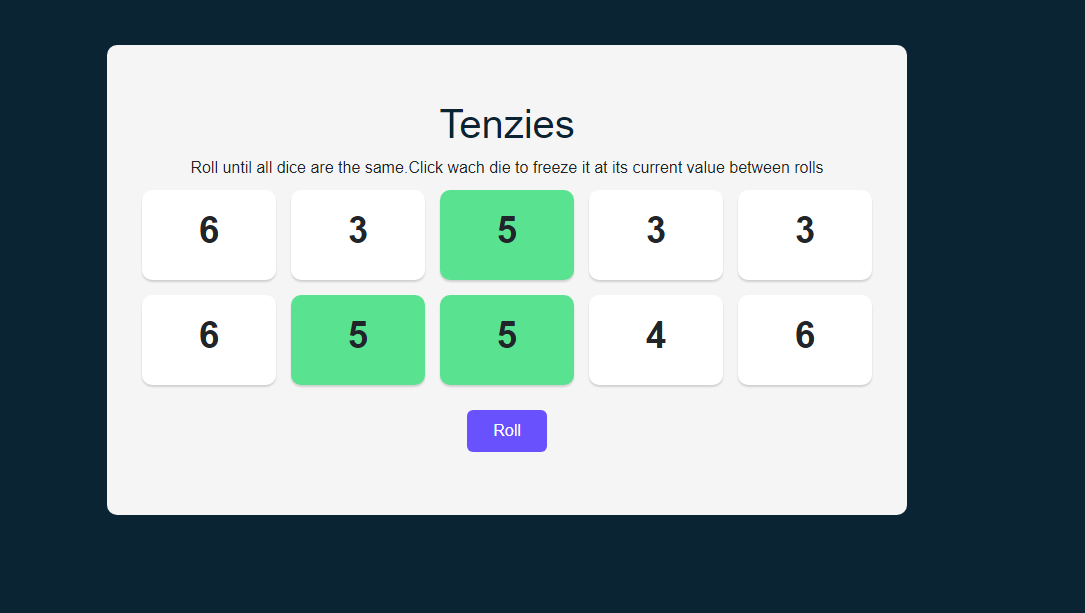 Tenzies
Roll until all dice are the same.Click wach die to freeze it at its current value between rolls
6 3 5 3 3
6 5 5 4 6
Roll